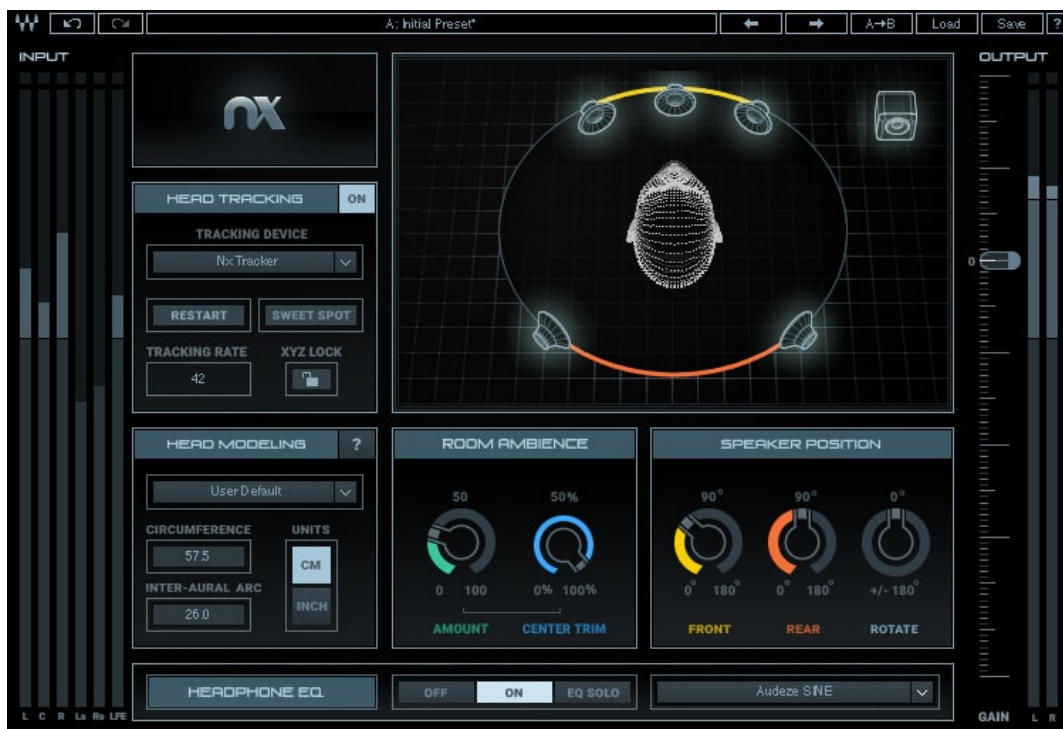 A: Initial Preset*
A→B
Load
Save
?
INPUT
OUTPUT
nx
HEAD TRACKING
ON
TRACKING DEVICE
Nx Tracker
RESTART
SWEET SPOT
TRACKING RATE
XYZ LOCK
42
0
HEAD MODELING
?
User Default
CIRCUMFERENCE
UNITS
57.5
CM
INTER-AURAL ARC
INCH
26.0
ROOM AMBIENCE
50
50%
0
100
0%
100%
AMOUNT
CENTER TRIM
SPEAKER POSITION
90°
90°
0°
0°
180°
0°
180°
+/- 180°
FRONT
REAR
ROTATE
HEADPHONE EQ
OFF
ON
EQ SOLO
Audeze SINE
L C R Ls Rs LFE
GAIN
L R